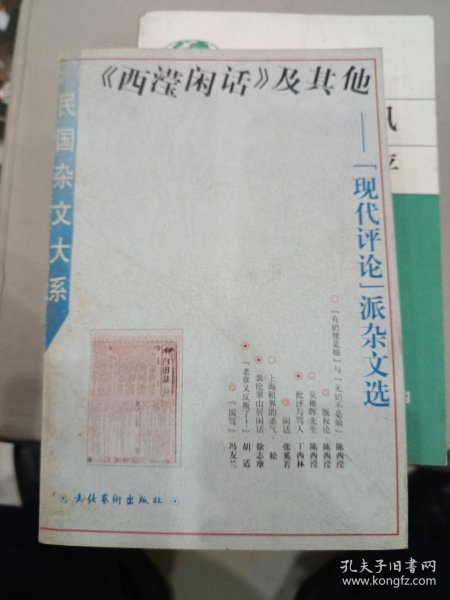 《西滢闲话》及其他
——「现代评论」派杂文选
民国杂文大系
「有奶便是娘」与「无奶不是娘」 陈西滢
版权论 陈西滢
吴稚晖先生 陈西滢
批评与骂人 丁西林
闲话 张奚若
上海租界的杀气 松
裴伦翠山居闲话 徐志摩
「老章又反叛了！」 胡适
「国骂」 冯友兰
文化艺術出版社
孔夫子旧书网
www.kongfz.com